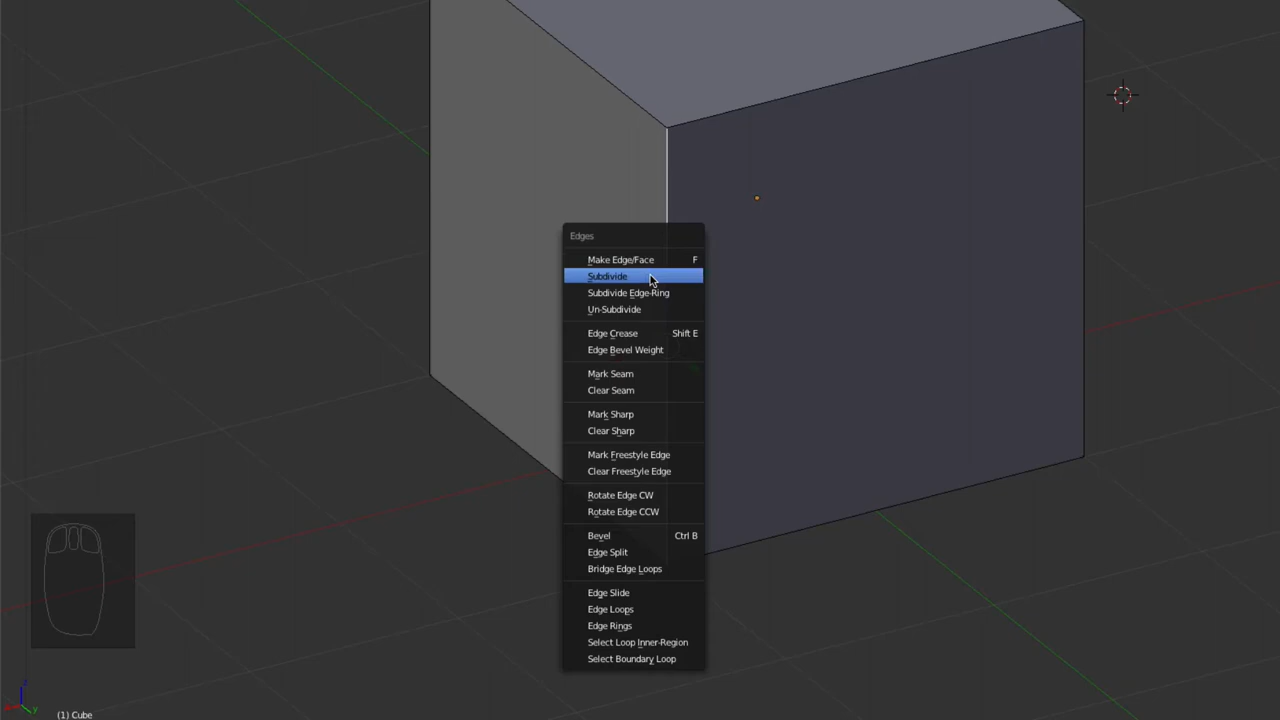 Edges
Make Edge/Face F
Subdivide
Subdivide Edge-Ring
Un-Subdivide
Edge Crease Shift E
Edge Bevel Weight
Mark Seam
Clear Seam
Mark Sharp
Clear Sharp
Mark Freestyle Edge
Clear Freestyle Edge
Rotate Edge CW
Rotate Edge CCW
Bevel Ctrl B
Edge Split
Bridge Edge Loops
Edge Slide
Edge Loops
Edge Rings
Select Loop Inner-Region
Select Boundary Loop
z
y
(1) Cube